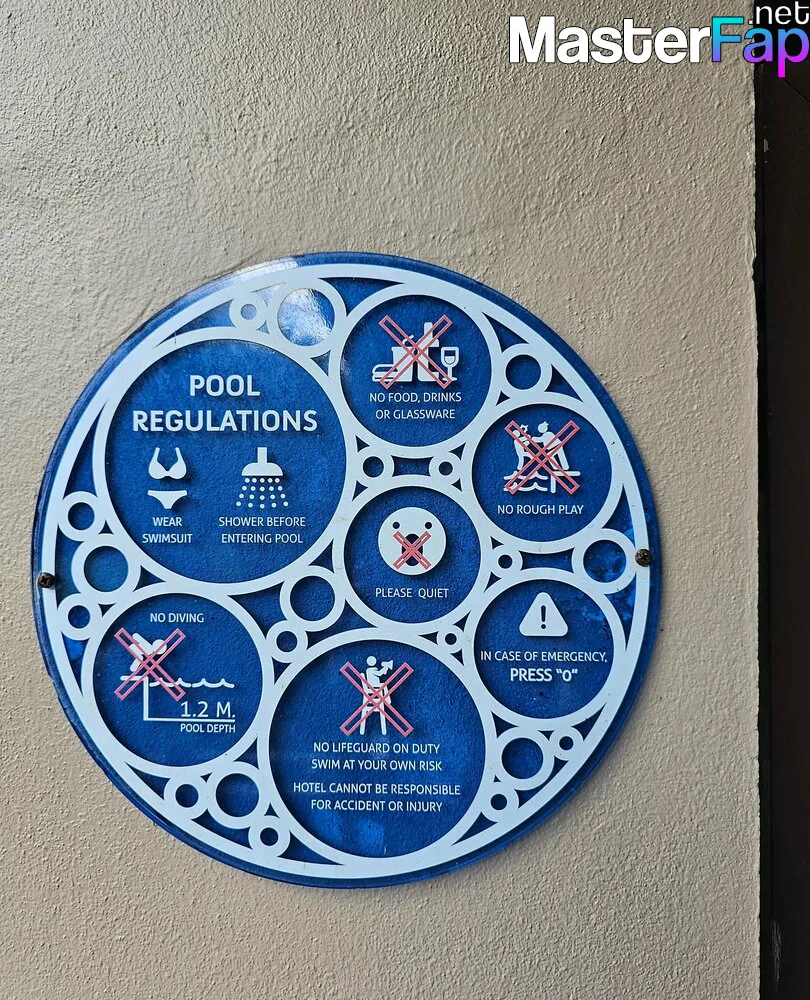 MasterFap.net
POOL
REGULATIONS
WEAR
SWIMSUIT
SHOWER BEFORE
ENTERING POOL
NO FOOD, DRINKS
OR GLASSWARE
NO ROUGH PLAY
PLEASE QUIET
IN CASE OF EMERGENCY,
PRESS "0"
NO DIVING
1.2 M.
POOL DEPTH
NO LIFEGUARD ON DUTY
SWIM AT YOUR OWN RISK
HOTEL CANNOT BE RESPONSIBLE
FOR ACCIDENT OR INJURY